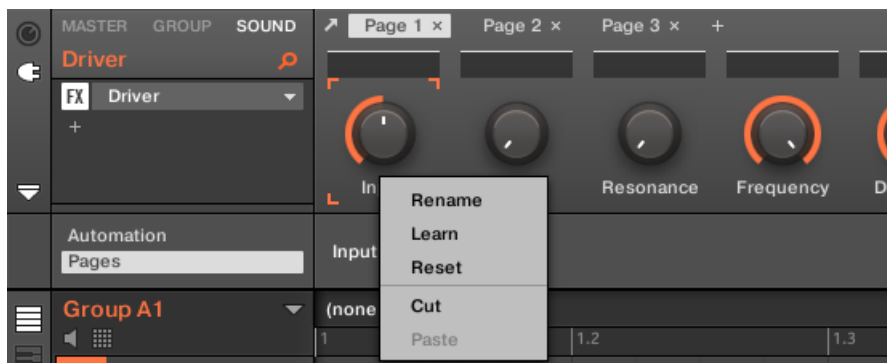 MASTER GROUP SOUND
Page 1 × Page 2 × Page 3 × +
Driver
FX Driver
+
In
Resonance Frequency D
Rename
Learn
Reset
Cut
Paste
Automation
Pages
Input
Group A1
(none
1 1.2 1.3